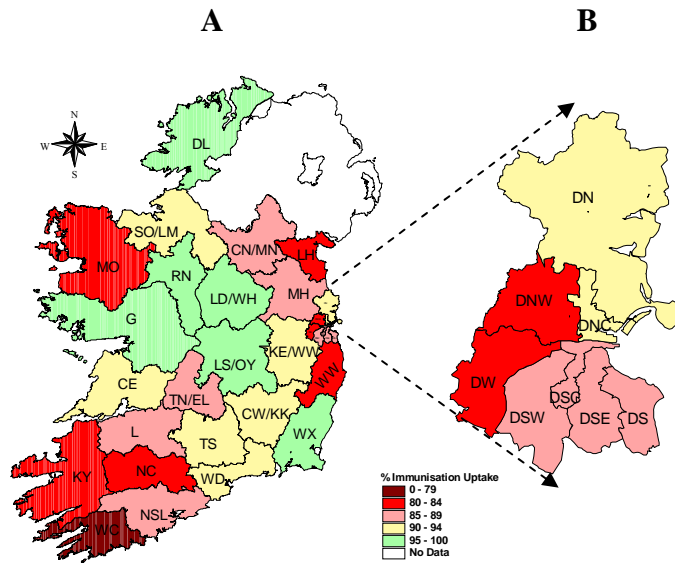 A
B
N
W E
S
DL
SO/LM
CN/MN
LH
MO
RN
LD/WH
MH
G
LS/OY
KE/WW
WW
CE
TN/EL
CW/KK
L
TS
WX
KY
NC
WD
NSL
WC
DN
DNW
DNC
DW
DSC
DSW
DSE
DS
% Immunisation Uptake
0 - 79
80 - 84
85 - 89
90 - 94
95 - 100
No Data